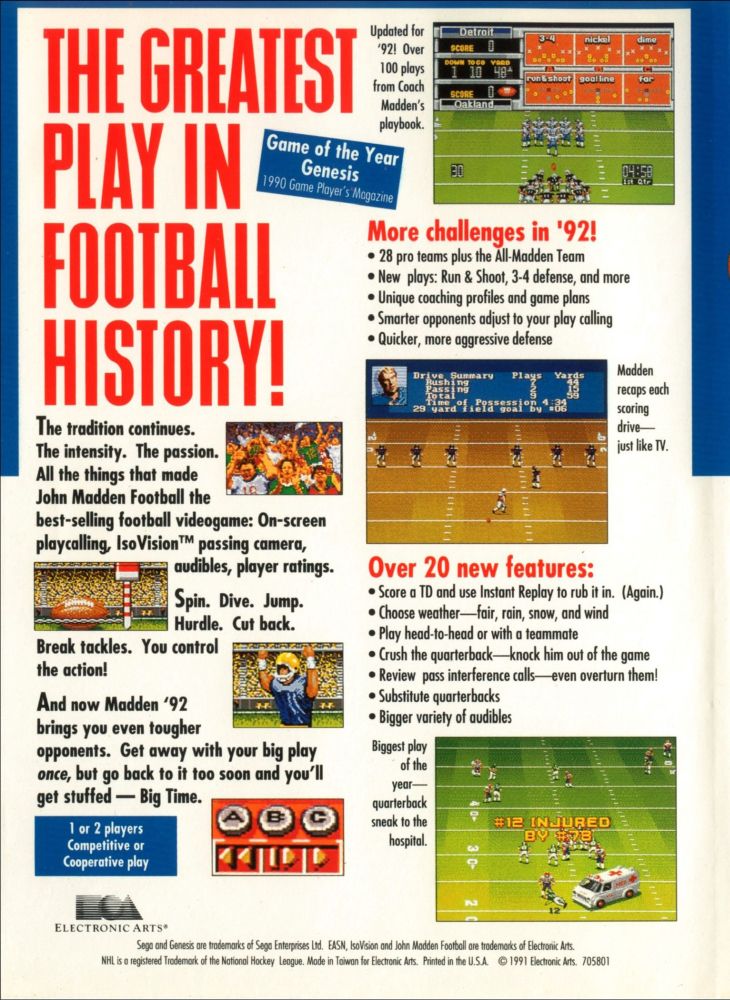 THE GREATEST
PLAY IN
FOOTBALL
HISTORY!
Game of the Year
Genesis
1990 Game Player's Magazine
The tradition continues.
The intensity. The passion.
All the things that made
John Madden Football the
best-selling football videogame: On-screen
playcalling, IsoVision™ passing camera,
audibles, player ratings.
Spin. Dive. Jump.
Hurdle. Cut back.
Break tackles. You control
the action!
And now Madden '92
brings you even tougher
opponents. Get away with your big play
once, but go back to it too soon and you'll
get stuffed — Big Time.
A B C
1 or 2 players
Competitive or
Cooperative play
ELECTRONIC ARTS®
Updated for
'92! Over
100 plays
from Coach
Madden's
playbook.
Detroit
SCORE 0
DOWN TO GO YARD
1 10 48
SCORE 0
Oakland
3-4 nickel dime
run&shoot goal line far
30
04:58
1st Qtr
More challenges in '92!
• 28 pro teams plus the All-Madden Team
• New plays: Run & Shoot, 3-4 defense, and more
• Unique coaching profiles and game plans
• Smarter opponents adjust to your play calling
• Quicker, more aggressive defense
Drive Summary Plays Yards
Rushing 7 44
Passing 2 15
Total 9 59
Time of Possession 4:34
29 yard field goal by #06
Madden
recaps each
scoring
drive—
just like TV.
Over 20 new features:
• Score a TD and use Instant Replay to rub it in. (Again.)
• Choose weather—fair, rain, snow, and wind
• Play head-to-head or with a teammate
• Crush the quarterback—knock him out of the game
• Review pass interference calls—even overturn them!
• Substitute quarterbacks
• Bigger variety of audibles
Biggest play
of the
year—
quarterback
sneak to the
hospital.
#12 INJURED
BY #78
12
Sega and Genesis are trademarks of Sega Enterprises Ltd. EASN, IsoVision and John Madden Football are trademarks of Electronic Arts.
NHL is a registered Trademark of the National Hockey League. Made in Taiwan for Electronic Arts. Printed in the U.S.A. © 1991 Electronic Arts. 705801